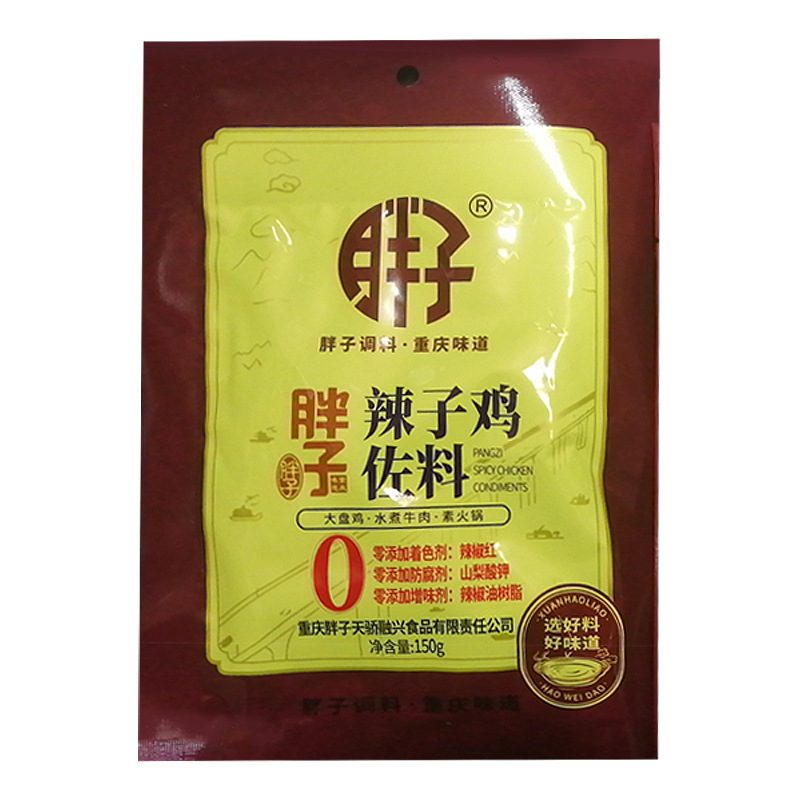 胖子®
胖子调料·重庆味道
胖子
胖子
辣子鸡
佐料
PANGZI
SPICY CHICKEN
CONDIMENTS
大盘鸡·水煮牛肉·素火锅
0
零添加着色剂：辣椒红
零添加防腐剂：山梨酸钾
零添加增味剂：辣椒油树脂
重庆胖子天骄融兴食品有限责任公司
净含量:150g
·XUANHAOLIAO·
选好料
好味道
·HAO WEI DAO·
胖子调料·重庆味道